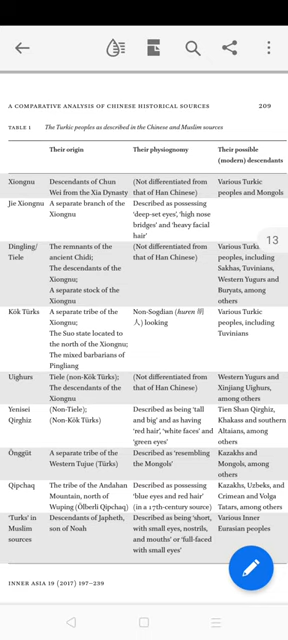 A COMPARATIVE ANALYSIS OF CHINESE HISTORICAL SOURCES 209
TABLE 1 The Turkic peoples as described in the Chinese and Muslim sources
Their origin Their physiognomy Their possible
(modern) descendants
Xiongnu Descendants of Chun (Not differentiated from Various Turkic
Wei from the Xia Dynasty that of Han Chinese) peoples and Mongols
Jie Xiongnu A separate branch of the Described as possessing
Xiongnu 'deep-set eyes', 'high nose
bridges' and 'heavy facial
hair'
13
Dingling/ The remnants of the (Not differentiated from Various
Tiele ancient Chidi; that of Han Chinese) peoples, including
The descendants of the Sakhas, Tuvinians,
Xiongnu; Western Yugurs and
A separate stock of the Buryats, among
Xiongnu others
Kök Türks A separate tribe of the Non-Sogdian (huren 胡 Various Turkic
Xiongnu; 人) looking peoples, including
The Suo state located to Tuvinians
the north of the Xiongnu;
The mixed barbarians of
Pingliang
Uighurs Tiele (non-Kök Türks); (Not differentiated from Western Yugurs and
The descendants of the that of Han Chinese) Xinjiang Uighurs,
Xiongnu among others
Yenisei (Non-Tiele); Described as being 'tall Tien Shan Qirghiz,
Qirghiz (Non-Kök Türks) and big' and as having Khakass and southern
'red hair', 'white faces' and Altaians, among
'green eyes' others
Önggüt A separate tribe of the Described as 'resembling Kazakhs and
Western Tujue (Türks) the Mongols' Mongols, among
others
Qipchaq The tribe of the Andahan Described as possessing Kazakhs, Uzbeks, and
Mountain, north of 'blue eyes and red hair' Crimean and Volga
Wuping (Ölberli Qipchaq) (in a 17th-century source) Tatars, among others
'Turks' in Descendants of Japheth, Described as being 'short, Various Inner
Muslim son of Noah with small eyes, nostrils, Eurasian peoples
sources and mouths' or 'full-faced
with small eyes'
INNER ASIA 19 (2017) 197–239